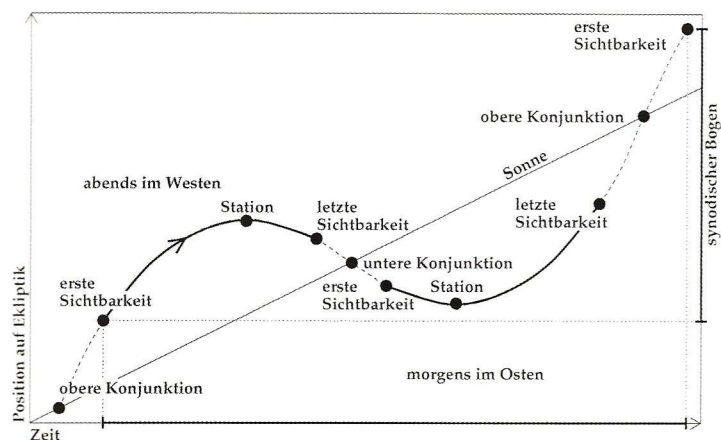 erste
Sichtbarkeit
obere Konjunktion
Sonne
abends im Westen
Station
letzte
Sichtbarkeit
letzte
Sichtbarkeit
synodischer Bogen
untere Konjunktion
erste
Sichtbarkeit
erste
Sichtbarkeit
Station
Position auf Ekliptik
morgens im Osten
obere Konjunktion
Zeit